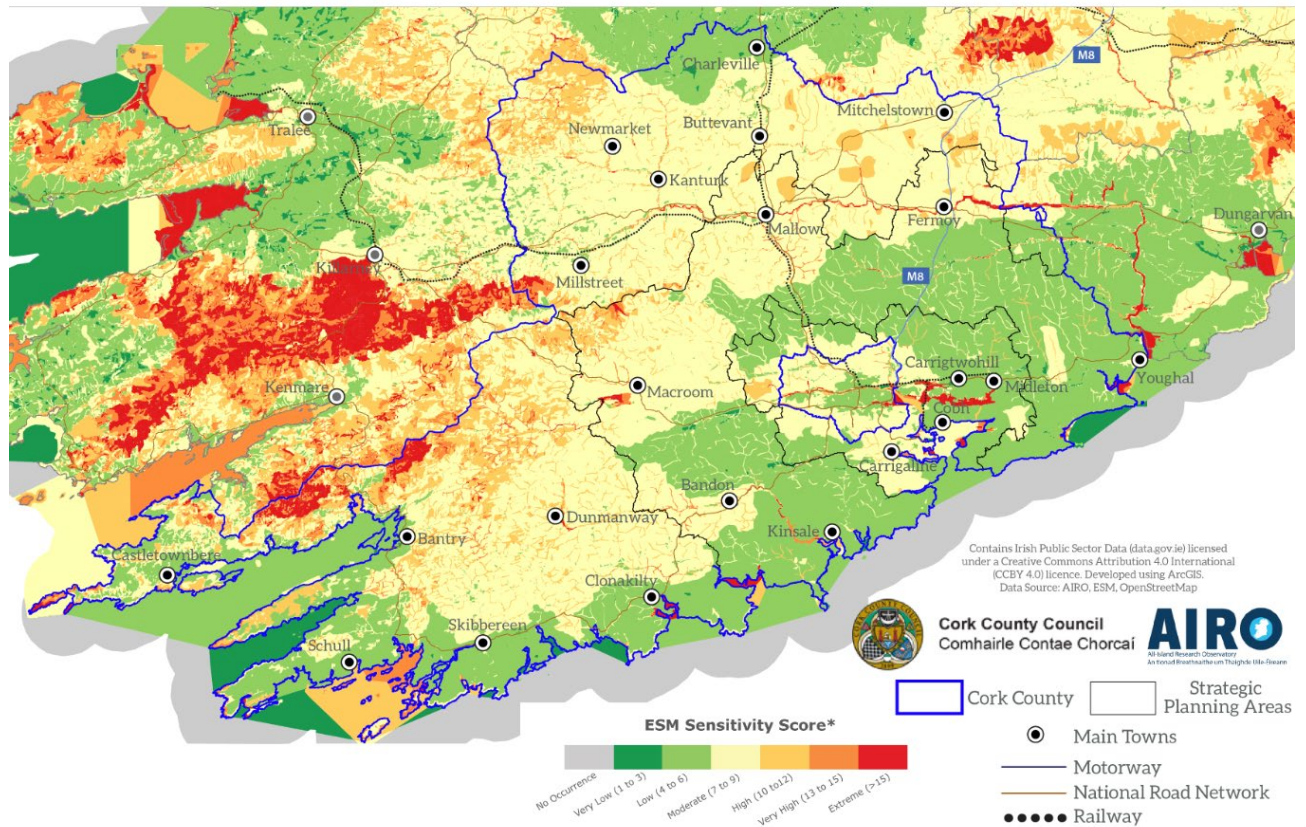 Charleville
M8
Mitchelstown
Tralee
Newmarket
Buttevant
Kanturk
Mallow
Fermoy
Dungarvan
Killarney
Millstreet
M8
Carrigtwohill
Midleton
Youghal
Kenmare
Macroom
Cobh
Carrigaline
Bandon
Dunmanway
Kinsale
Bantry
Castletownbere
Clonakilty
Skibbereen
Schull
Contains Irish Public Sector Data (data.gov.ie) licensed
under a Creative Commons Attribution 4.0 International
(CCBY 4.0) licence. Developed using ArcGIS.
Data Source: AIRO, ESM, OpenStreetMap
Cork County Council
Comhairle Contae Chorcaí
AIRO
All-Island Research Observatory
Cork County
Strategic
Planning Areas
Main Towns
Motorway
National Road Network
Railway
ESM Sensitivity Score*
No Occurrence
Very Low (1 to 3)
Low (4 to 6)
Moderate (7 to 9)
High (10 to12)
Very High (13 to 15)
Extreme (>15)